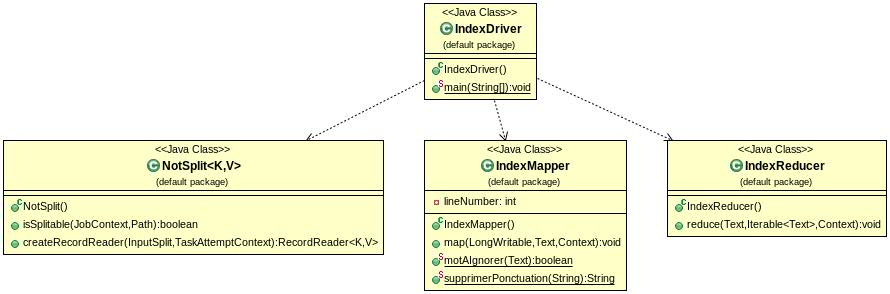 <<Java Class>>
IndexDriver
(default package)
IndexDriver()
main(String[]):void
<<Java Class>>
NotSplit<K,V>
(default package)
NotSplit()
isSplitable(JobContext,Path):boolean
createRecordReader(InputSplit,TaskAttemptContext):RecordReader<K,V>
<<Java Class>>
IndexMapper
(default package)
lineNumber: int
IndexMapper()
map(LongWritable,Text,Context):void
motAIgnorer(Text):boolean
supprimerPonctuation(String):String
<<Java Class>>
IndexReducer
(default package)
IndexReducer()
reduce(Text,Iterable<Text>,Context):void